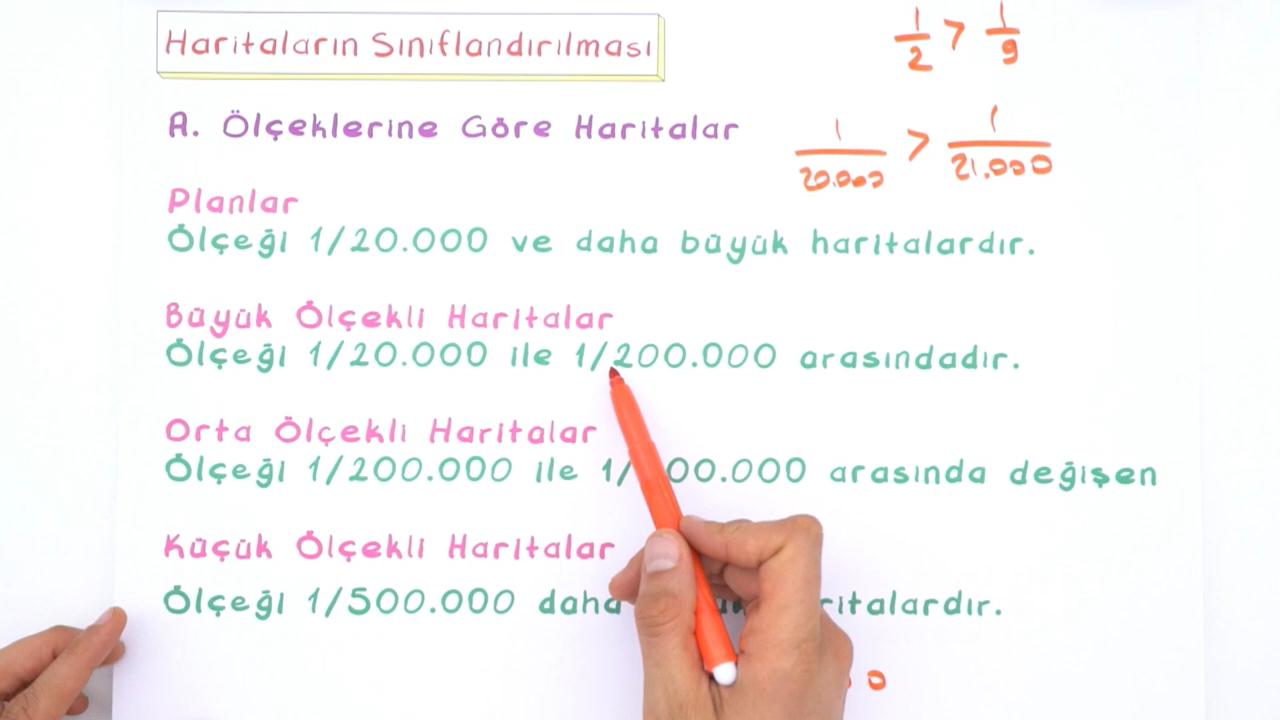 Haritaların Sınıflandırılması
1/2 > 1/9
A. Ölçeklerine Göre Haritalar
1/20.000 > 1/21.000
Planlar
Ölçeği 1/20.000 ve daha büyük haritalardır.
Büyük Ölçekli Haritalar
Ölçeği 1/20.000 ile 1/200.000 arasındadır.
Orta Ölçekli Haritalar
Ölçeği 1/200.000 ile 1/ 00.000 arasında değişen
Küçük Ölçekli Haritalar
Ölçeği 1/500.000 daha